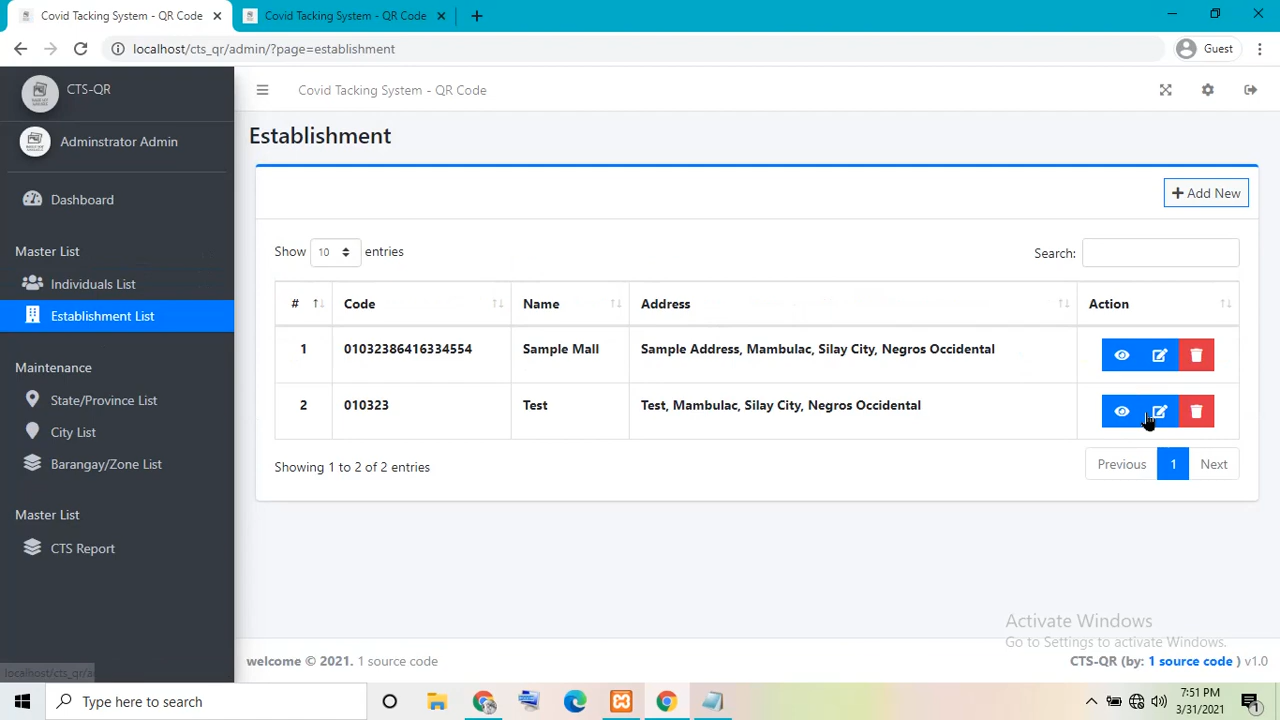 Covid Tacking System - QR Code
Covid Tacking System - QR Code
localhost/cts_qr/admin/?page=establishment
Guest
CTS-QR
Covid Tacking System - QR Code
Adminstrator Admin
Establishment
Dashboard
Add New
Master List
Show 10 entries
Search:
Individuals List
# Code Name Address Action
Establishment List
1 01032386416334554 Sample Mall Sample Address, Mambulac, Silay City, Negros Occidental
Maintenance
State/Province List
2 010323 Test Test, Mambulac, Silay City, Negros Occidental
City List
Barangay/Zone List
Showing 1 to 2 of 2 entries
Previous 1 Next
Master List
CTS Report
Activate Windows
Go to Settings to activate Windows.
welcome © 2021. 1 source code
CTS-QR (by: 1 source code ) v1.0
localhost/cts_qr/a
Type here to search
7:51 PM
3/31/2021
1